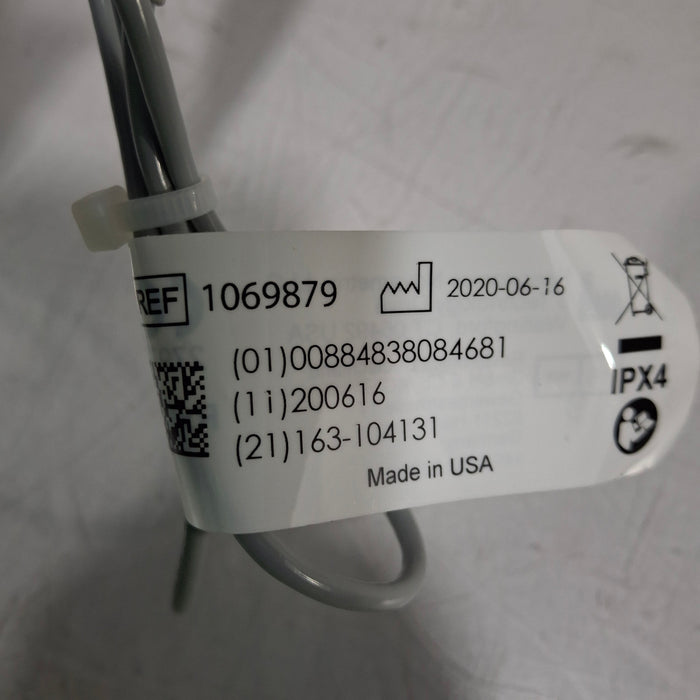 REF 1069879 2020-06-16
(01)00884838084681
(11)200616
(21)163-104131
IPX4
Made in USA